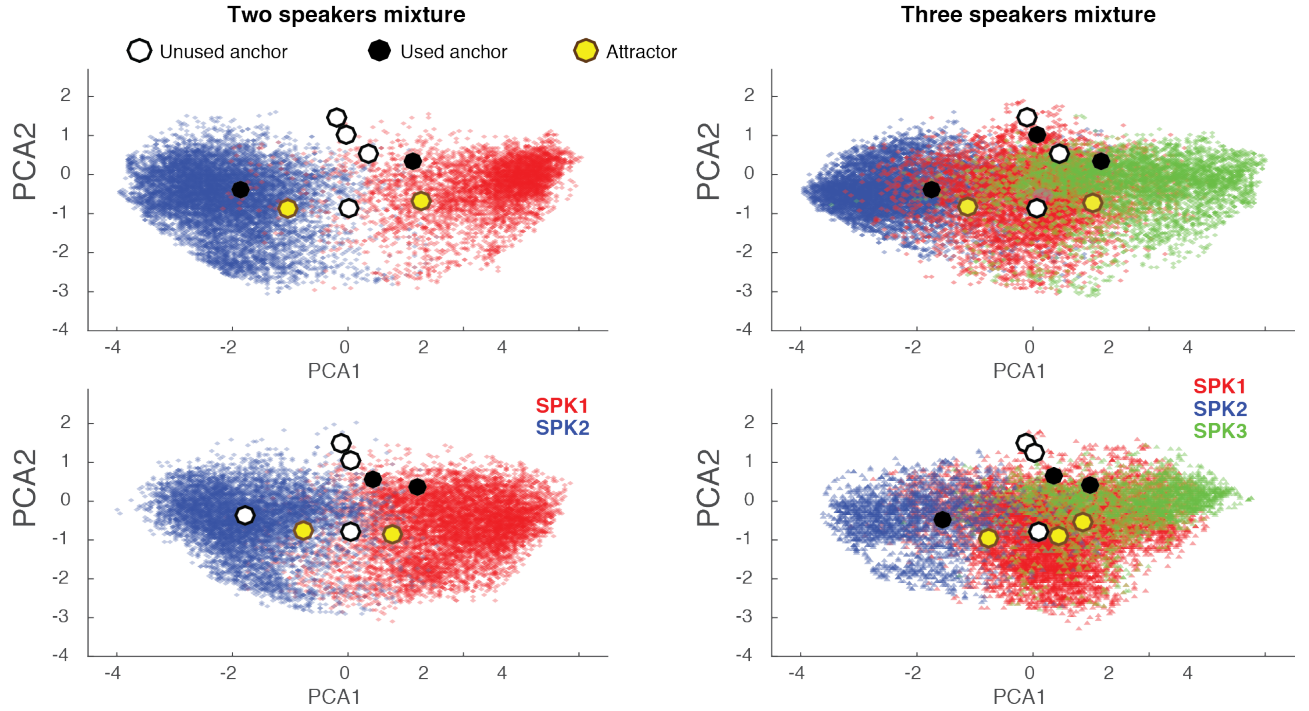 Two speakers mixture
Three speakers mixture
Unused anchor
Used anchor
Attractor
PCA2
2
1
0
-1
-2
-3
-4
-4 -2 0 2 4
PCA1
PCA2
2
1
0
-1
-2
-3
-4
-4 -2 0 2 4
PCA1
SPK1
SPK2
PCA2
2
1
0
-1
-2
-3
-4
-4 -2 0 2 4
PCA1
SPK1
SPK2
SPK3
PCA2
2
1
0
-1
-2
-3
-4
-4 -2 0 2 4
PCA1